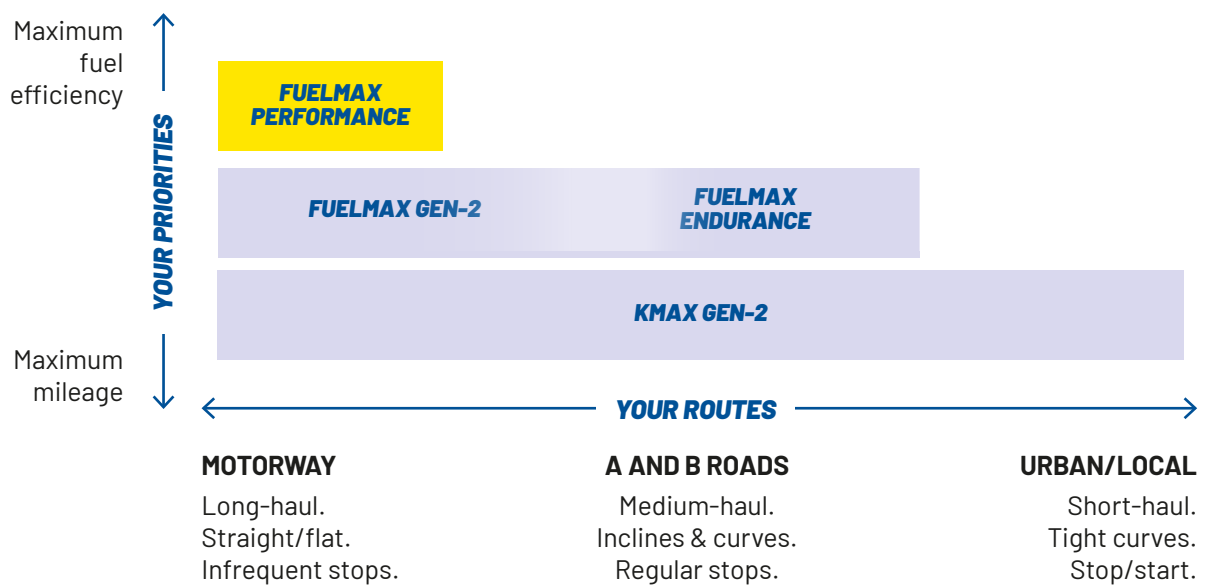 Maximum
fuel
efficiency
YOUR PRIORITIES
Maximum
mileage
FUELMAX
PERFORMANCE
FUELMAX GEN-2
FUELMAX
ENDURANCE
KMAX GEN-2
YOUR ROUTES
MOTORWAY
Long-haul.
Straight/flat.
Infrequent stops.
A AND B ROADS
Medium-haul.
Inclines & curves.
Regular stops.
URBAN/LOCAL
Short-haul.
Tight curves.
Stop/start.